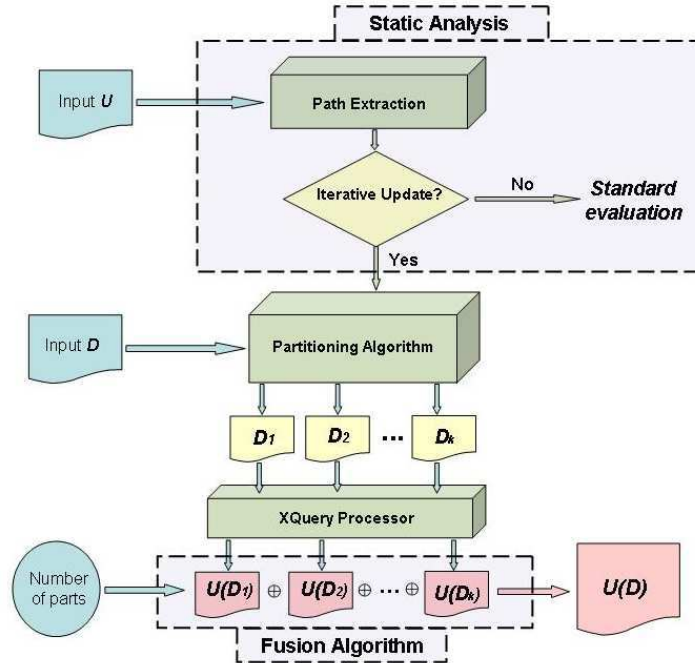 Static Analysis
Input U
Path Extraction
Iterative Update?
No
Standard
evaluation
Yes
Input D
Partitioning Algorithm
D1
D2
...
Dk
XQuery Processor
Number
of parts
U(D1) ⊕ U(D2) ⊕ ... ⊕ U(Dk)
U(D)
Fusion Algorithm